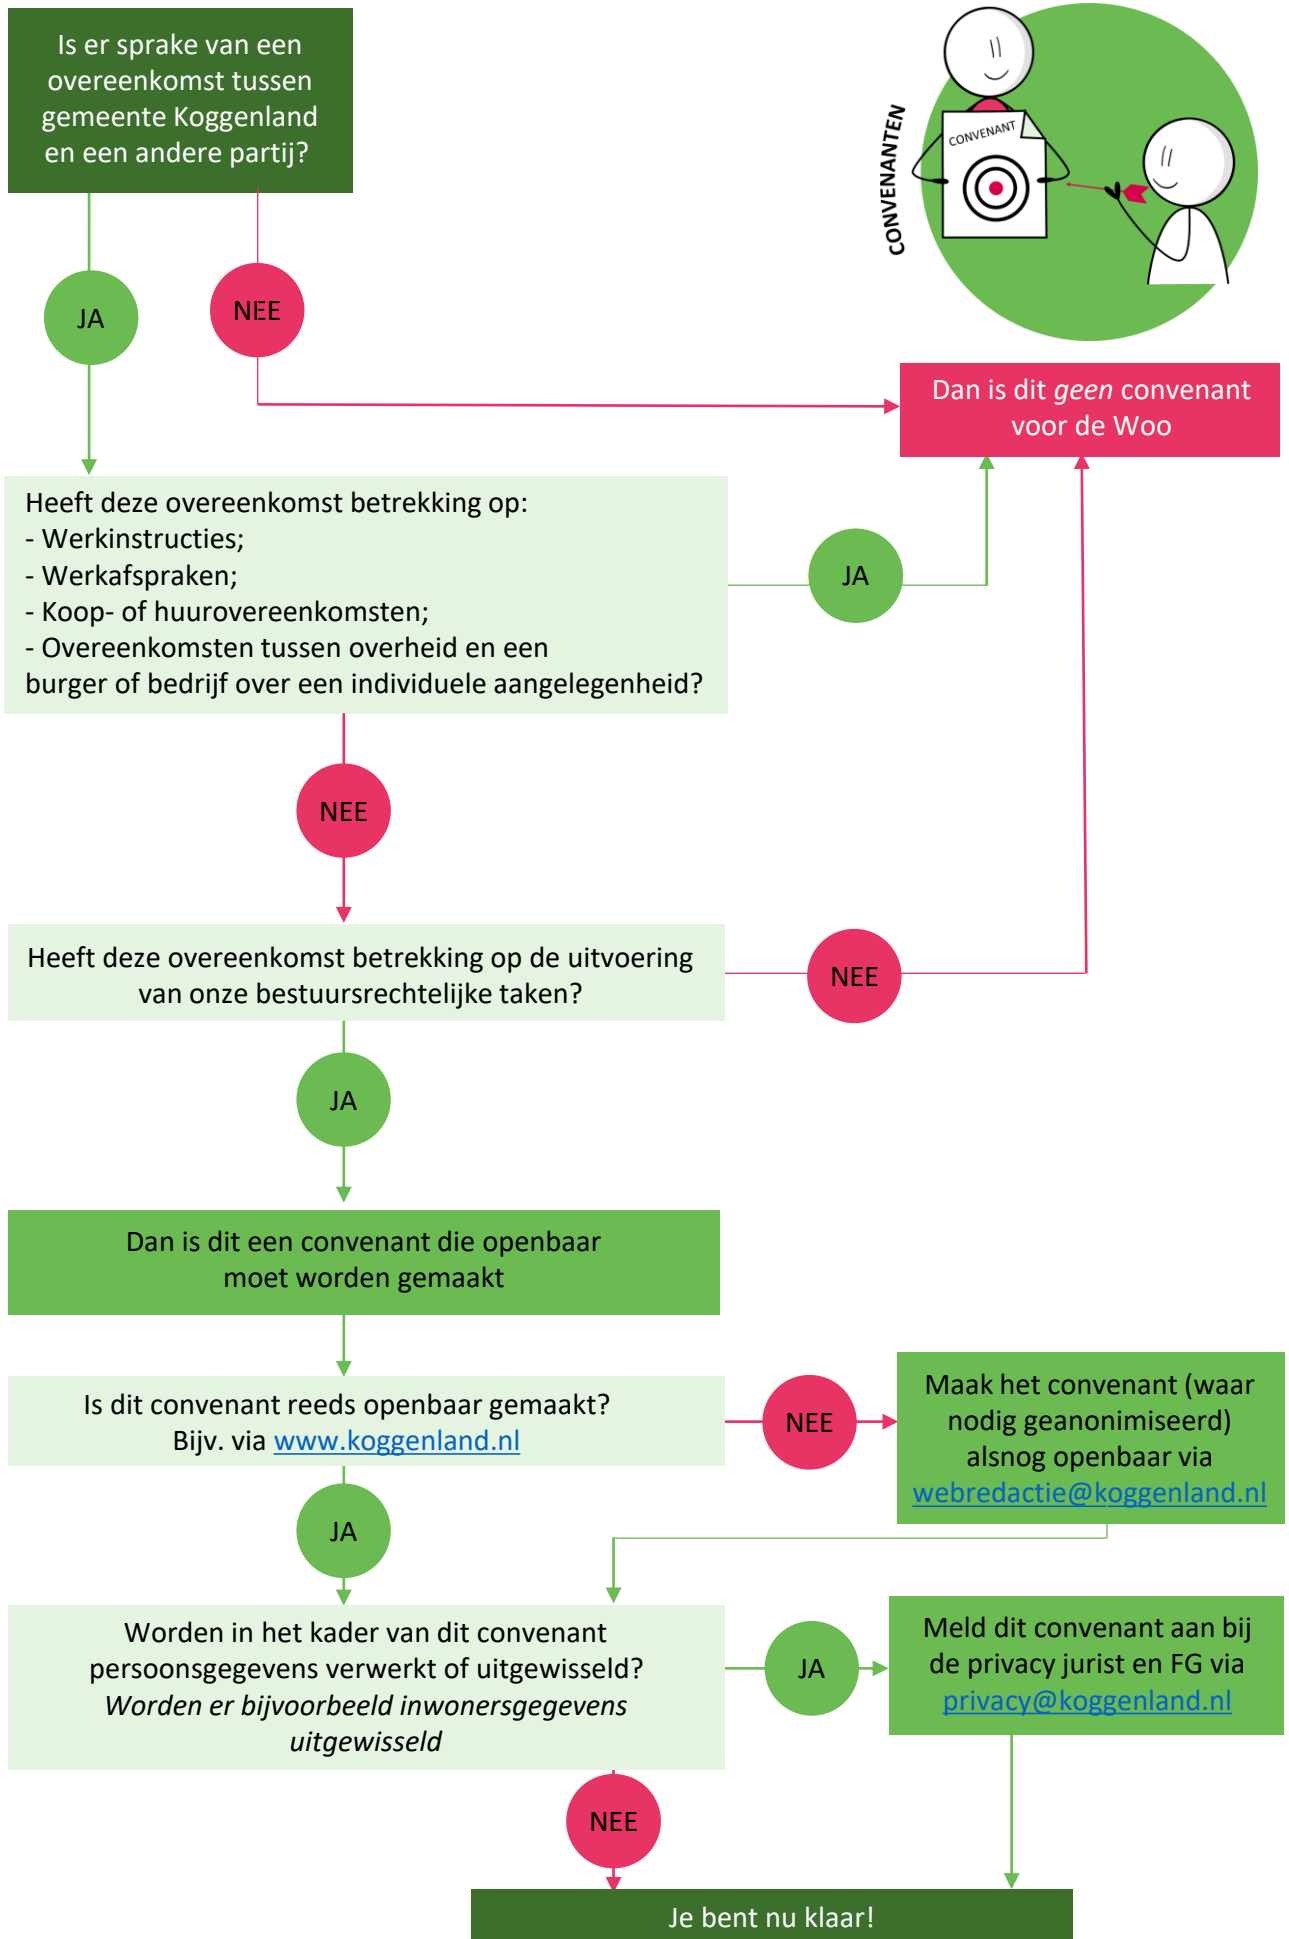 Is er sprake van een
overeenkomst tussen
gemeente Koggenland
en een andere partij?
CONVENANTEN
CONVENANT
JA
NEE
Dan is dit geen convenant
voor de Woo
Heeft deze overeenkomst betrekking op:
- Werkinstructies;
- Werkafspraken;
- Koop- of huurovereenkomsten;
- Overeenkomsten tussen overheid en een
burger of bedrijf over een individuele aangelegenheid?
JA
NEE
Heeft deze overeenkomst betrekking op de uitvoering
van onze bestuursrechtelijke taken?
NEE
JA
Dan is dit een convenant die openbaar
moet worden gemaakt
Is dit convenant reeds openbaar gemaakt?
Bijv. via www.koggenland.nl
NEE
Maak het convenant (waar
nodig geanonimiseerd)
alsnog openbaar via
webredactie@koggenland.nl
JA
Worden in het kader van dit convenant
persoonsgegevens verwerkt of uitgewisseld?
Worden er bijvoorbeeld inwonersgegevens
uitgewisseld
JA
Meld dit convenant aan bij
de privacy jurist en FG via
privacy@koggenland.nl
NEE
Je bent nu klaar!